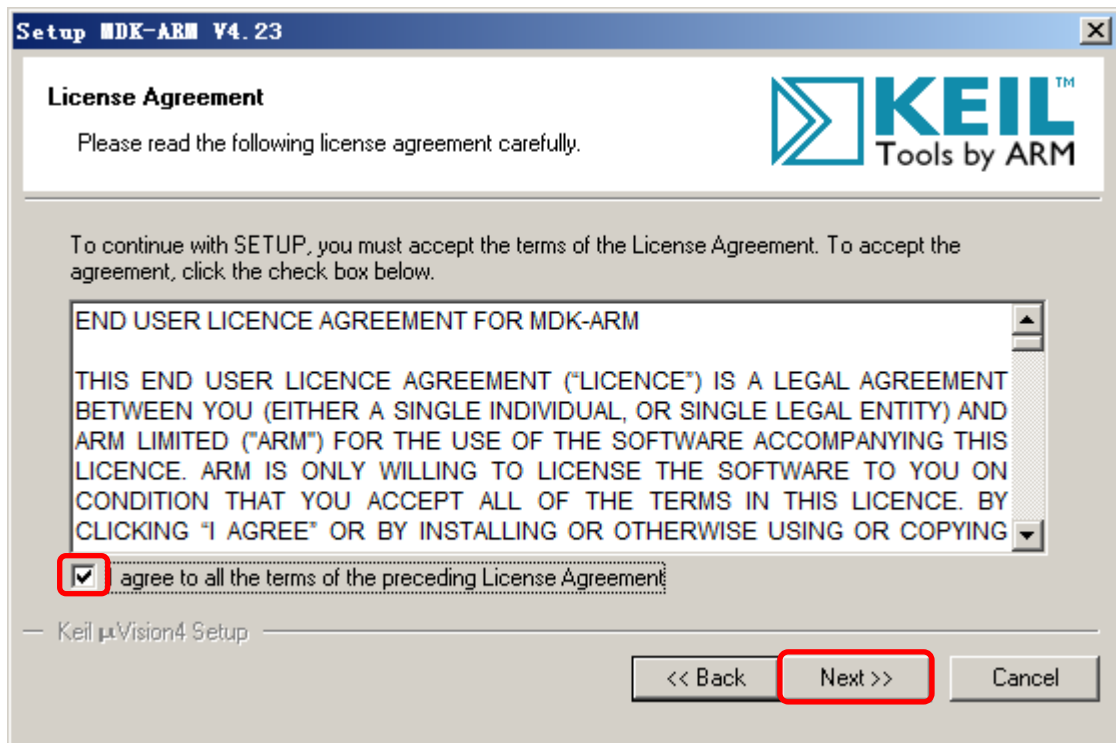 Setup MDK-ARM V4.23
License Agreement
Please read the following license agreement carefully.
KEIL™
Tools by ARM
To continue with SETUP, you must accept the terms of the License Agreement. To accept the
agreement, click the check box below.
END USER LICENCE AGREEMENT FOR MDK-ARM
THIS END USER LICENCE AGREEMENT (“LICENCE”) IS A LEGAL AGREEMENT
BETWEEN YOU (EITHER A SINGLE INDIVIDUAL, OR SINGLE LEGAL ENTITY) AND
ARM LIMITED ("ARM") FOR THE USE OF THE SOFTWARE ACCOMPANYING THIS
LICENCE. ARM IS ONLY WILLING TO LICENSE THE SOFTWARE TO YOU ON
CONDITION THAT YOU ACCEPT ALL OF THE TERMS IN THIS LICENCE. BY
CLICKING “I AGREE” OR BY INSTALLING OR OTHERWISE USING OR COPYING
I agree to all the terms of the preceding License Agreement
Keil µVision4 Setup
<< Back Next >> Cancel